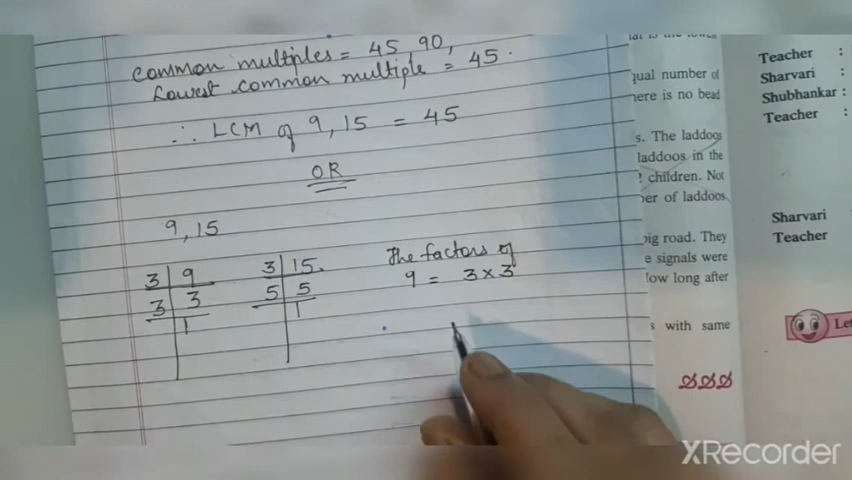 common multiples = 45, 90,
Lowest common multiple = 45.
∴ LCM of 9, 15 = 45
OR
9, 15
3 | 9
3 | 3
1
3 | 15
5 | 5
1
The factors of
9 = 3 × 3
qual number of
ere is no bead
s. The laddoos
laddoos in the
children. Not
er of laddoos
big road. They
e signals were
low long after
s with same
Teacher :
Sharvari :
Shubhankar :
Teacher :
Sharvari
Teacher
Let
XRecorder